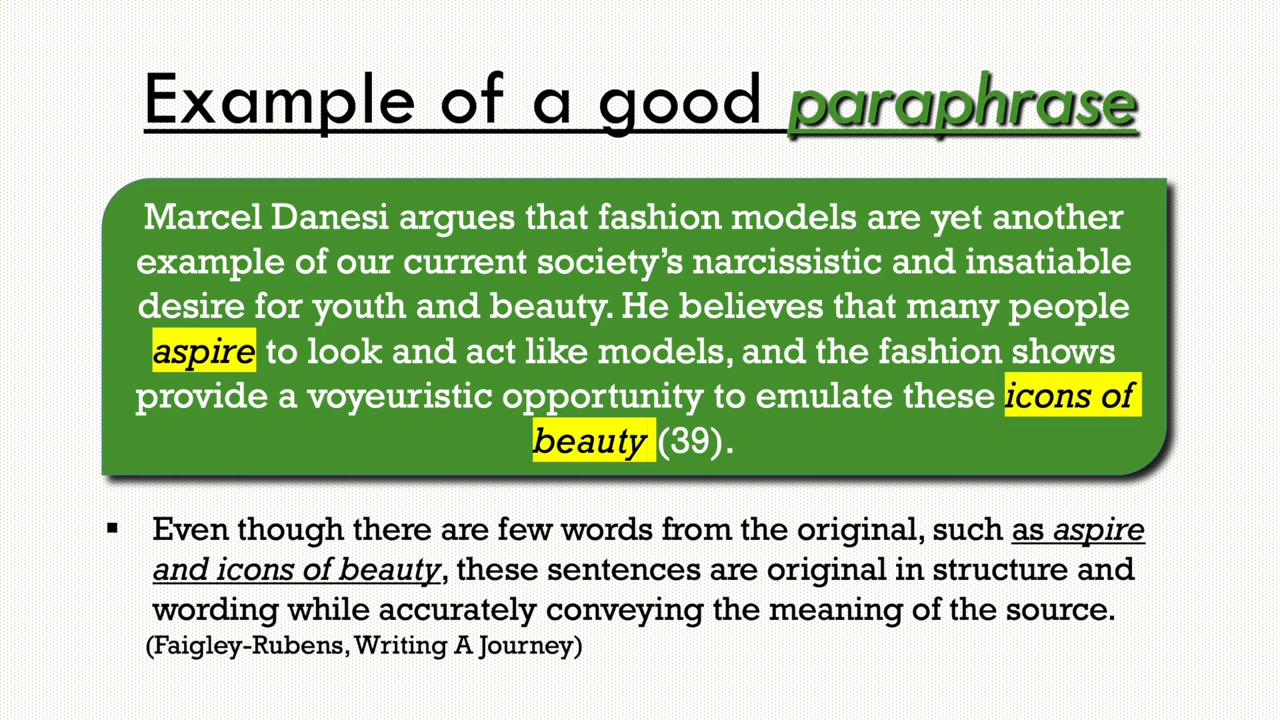 Example of a good paraphrase
Marcel Danesi argues that fashion models are yet another
example of our current society’s narcissistic and insatiable
desire for youth and beauty. He believes that many people
aspire to look and act like models, and the fashion shows
provide a voyeuristic opportunity to emulate these icons of
beauty (39).
▪ Even though there are few words from the original, such as aspire
and icons of beauty, these sentences are original in structure and
wording while accurately conveying the meaning of the source.
(Faigley-Rubens, Writing A Journey)